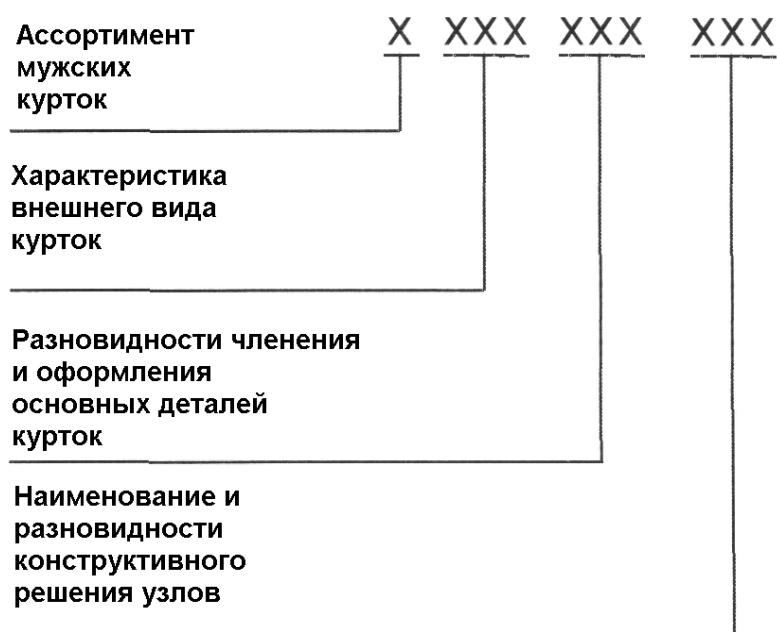 Ассортимент
мужских
курток
X XXX XXX XXX
Характеристика
внешнего вида
курток
Разновидности членения
и оформления
основных деталей
курток
Наименование и
разновидности
конструктивного
решения узлов